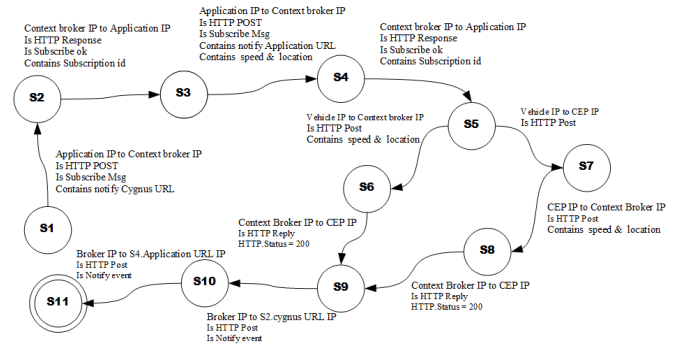 Context broker IP to Application IP
Is HTTP Response
Is Subscribe ok
Contains Subscription id
Application IP to Context broker IP
Is HTTP POST
Is Subscribe Msg
Contains notify Application URL
Contains speed & location
Context broker IP to Application IP
Is HTTP Response
Is Subscribe ok
Contains Subscription id
S2
S3
S4
S5
Vehicle IP to Context broker IP
Is HTTP Post
Contains speed & location
Vehicle IP to CEP IP
Is HTTP Post
Application IP to Context broker IP
Is HTTP POST
Is Subscribe Msg
Contains notify Cygnus URL
S1
S6
S7
Context Broker IP to CEP IP
Is HTTP Reply
HTTP.Status = 200
CEP IP to Context Broker IP
Is HTTP Post
Contains speed & location
S8
Broker IP to S4.Application URL IP
Is HTTP Post
Is Notify event
S11
S10
S9
Context Broker IP to CEP IP
Is HTTP Reply
HTTP.Status = 200
Broker IP to S2.cygnus URL IP
Is HTTP Post
Is Notify event